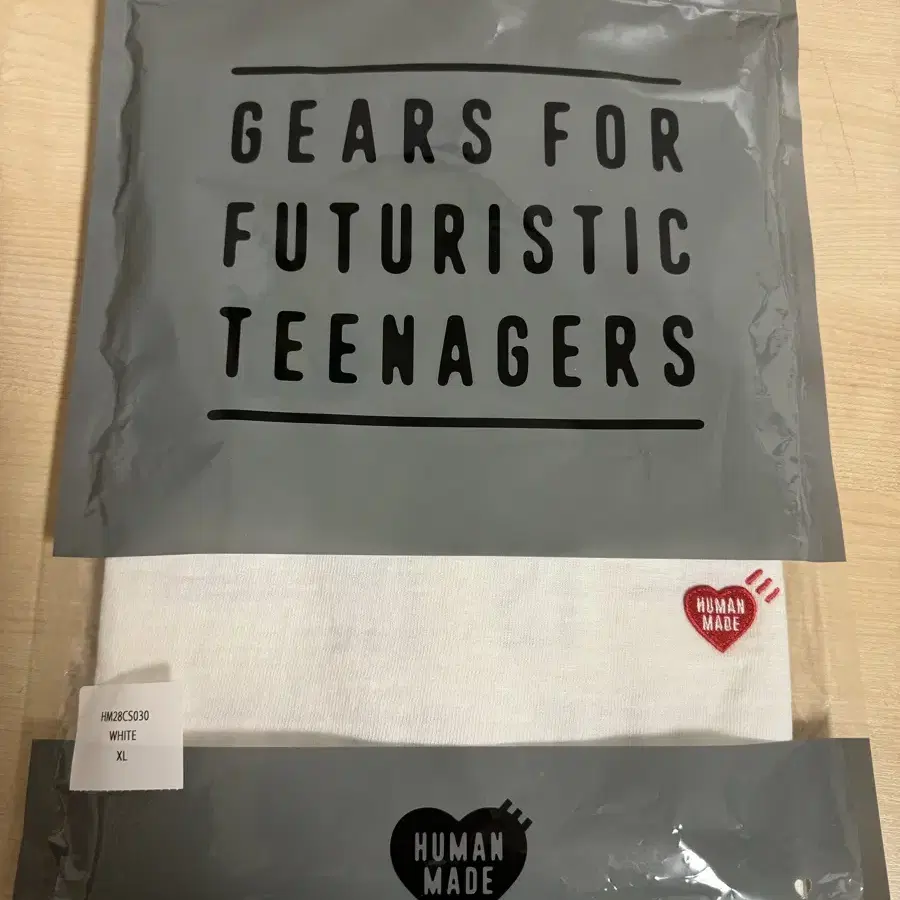 GEARS FOR
FUTURISTIC
TEENAGERS
HUMAN
MADE
HM28CS030
WHITE
XL
HUMAN
MADE